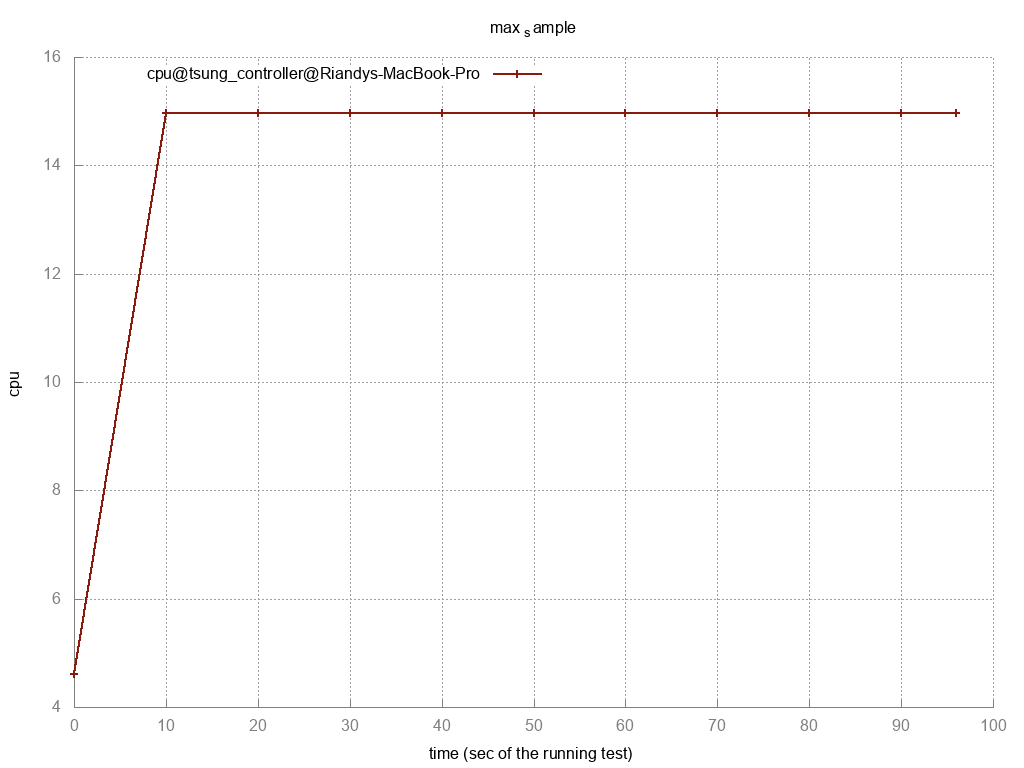 max s ample
cpu@tsung_controller@Riandys-MacBook-Pro
16
14
12
10
8
6
4
cpu
0 10 20 30 40 50 60 70 80 90 100
time (sec of the running test)